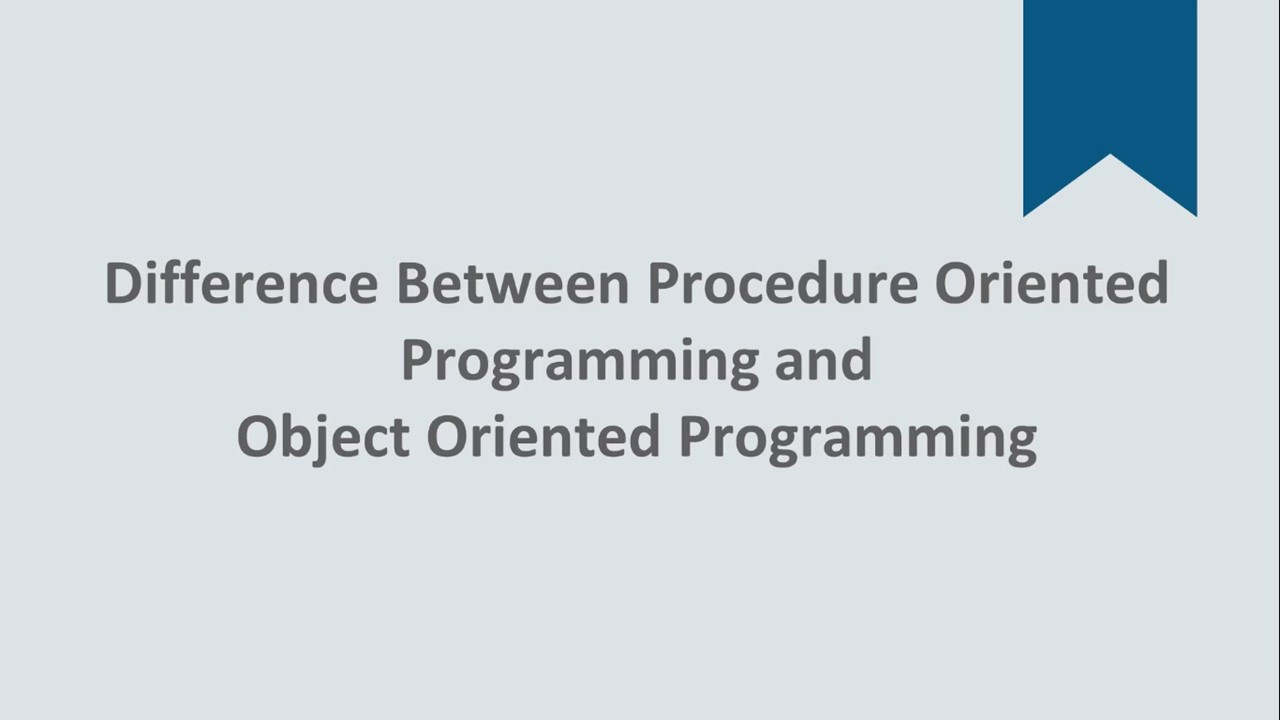 Difference Between Procedure Oriented
Programming and
Object Oriented Programming